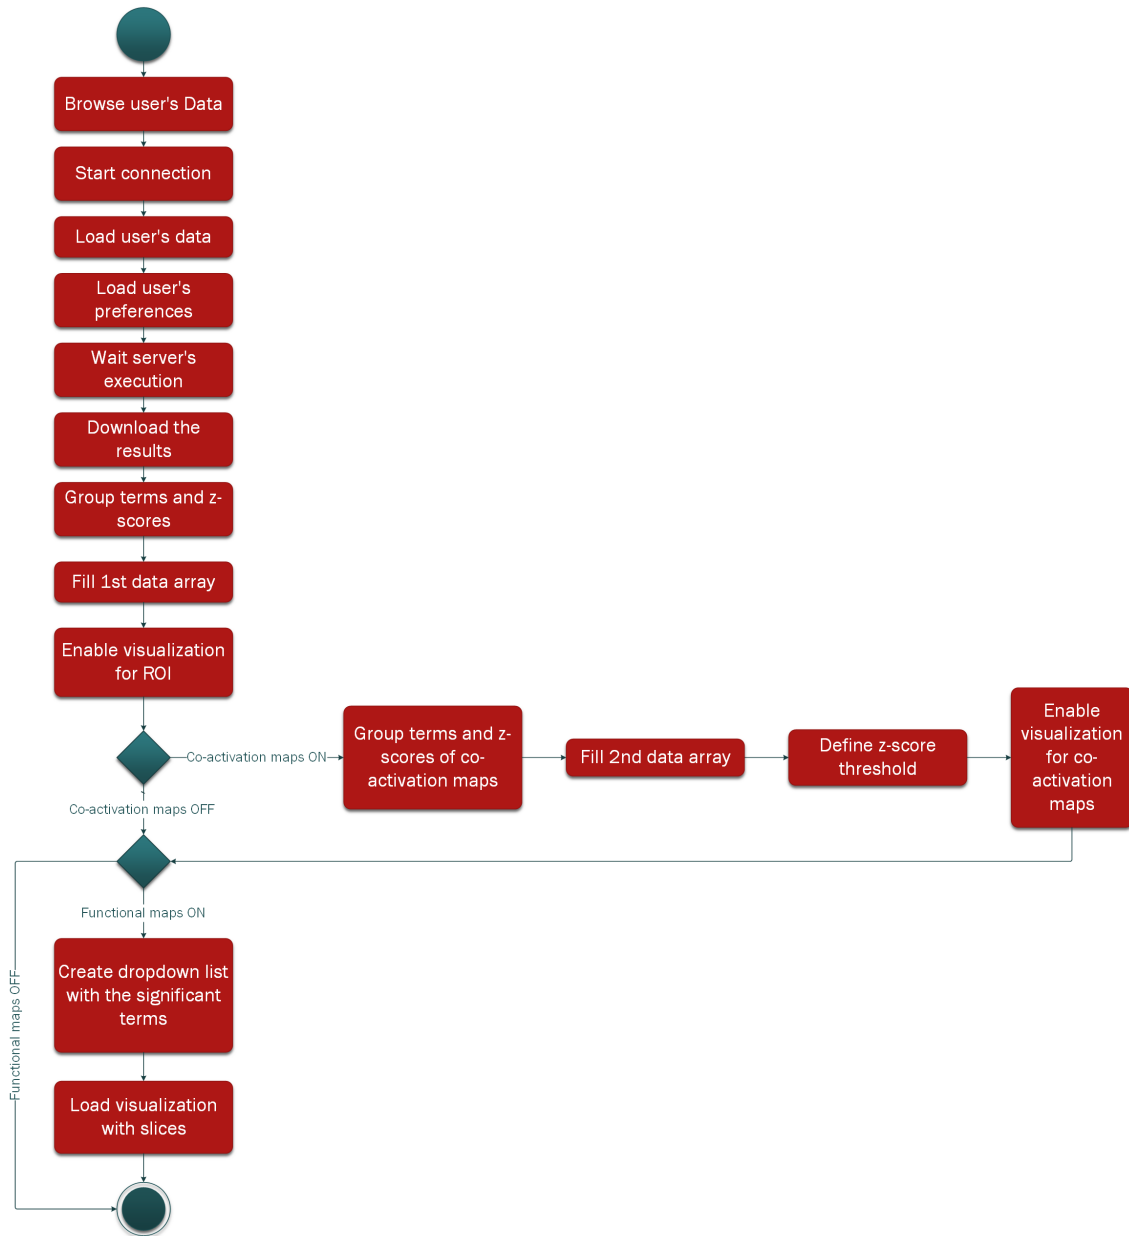 Browse user's Data
Start connection
Load user's data
Load user's
preferences
Wait server's
execution
Download the
results
Group terms and z-
scores
Fill 1st data array
Enable visualization
for ROI
Co-activation maps ON
Group terms and z-
scores of co-
activation maps
Fill 2nd data array
Define z-score
threshold
Enable
visualization
for co-
activation
maps
Co-activation maps OFF
Functional maps ON
Functional maps OFF
Create dropdown list
with the significant
terms
Load visualization
with slices